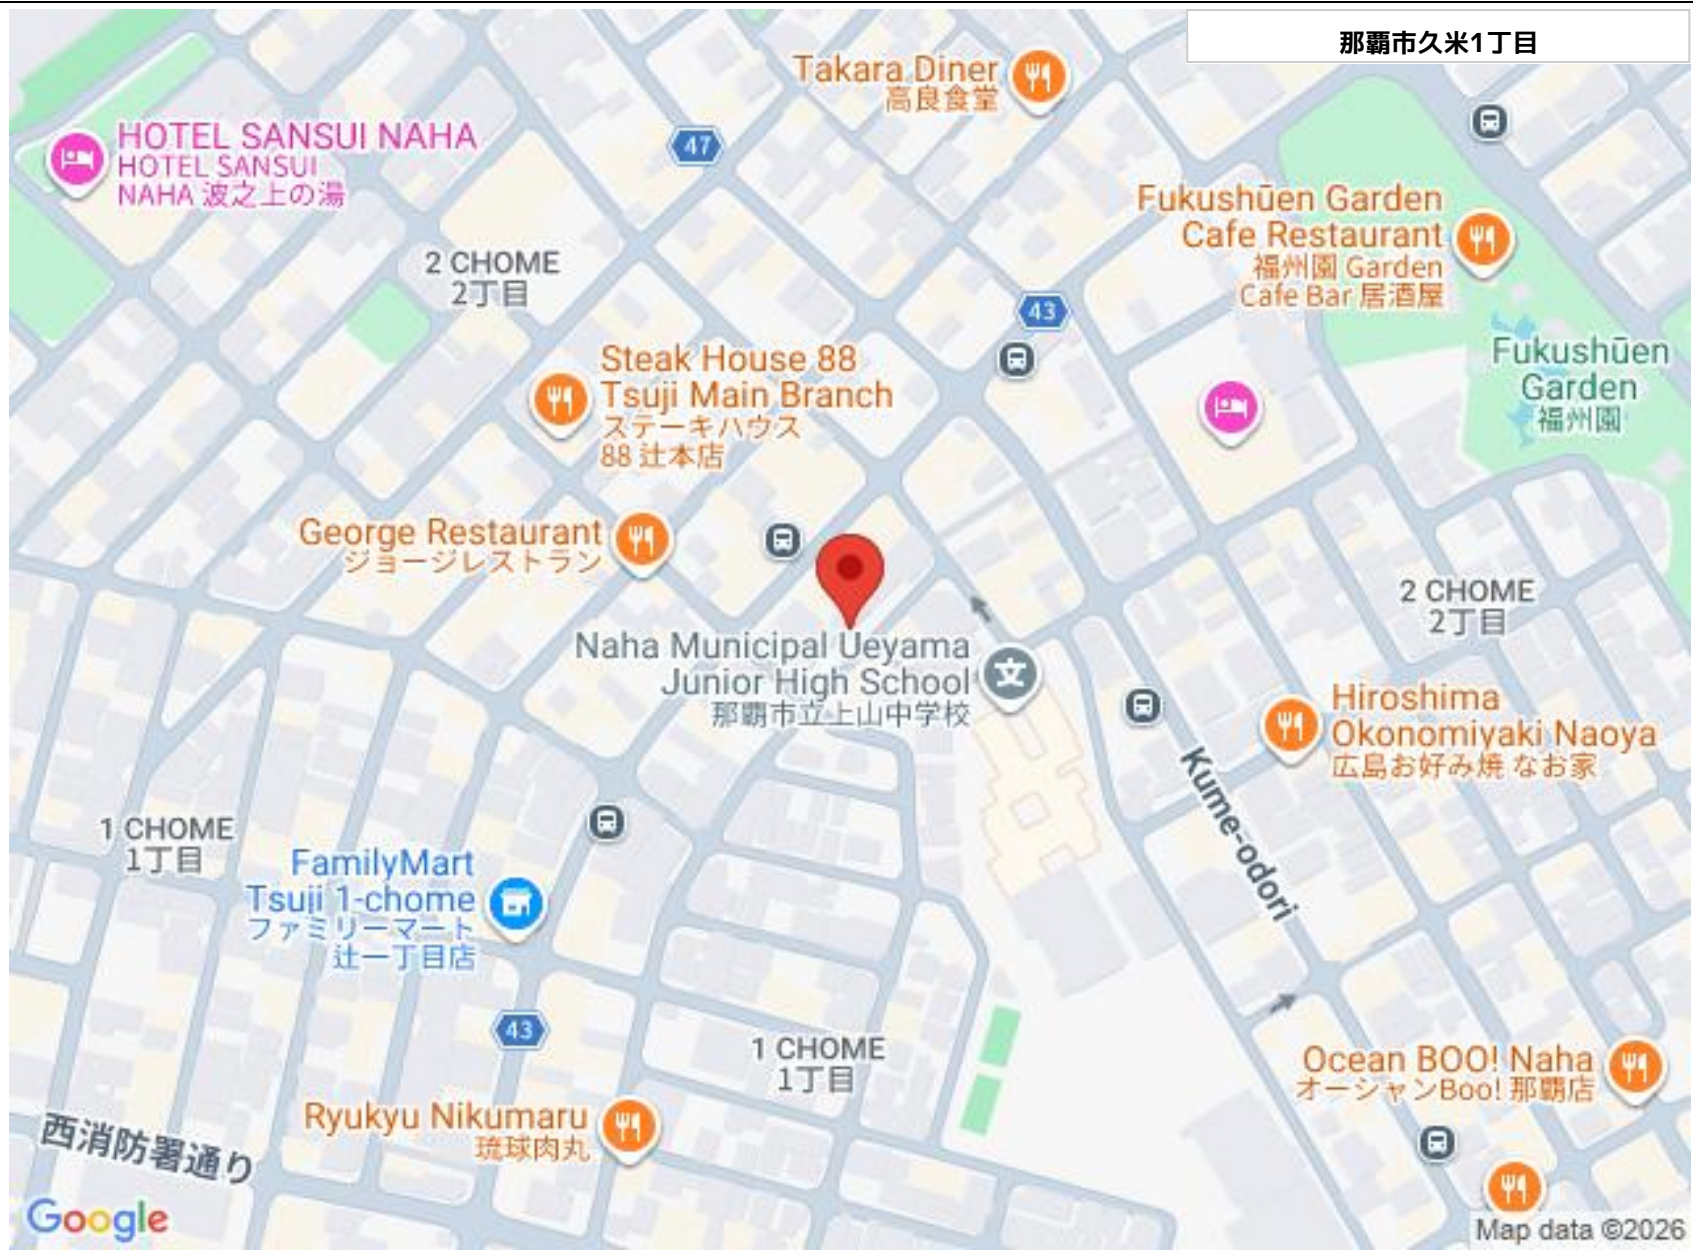 那覇市久米1丁目
Takara Diner
高良食堂
HOTEL SANSUI NAHA
HOTEL SANSUI
NAHA 波之上の湯
47
Fukushūen Garden
Cafe Restaurant
福州園 Garden
Cafe Bar 居酒屋
2 CHOME
2丁目
43
Fukushūen
Garden
福州園
Steak House 88
Tsuji Main Branch
ステーキハウス
88 辻本店
George Restaurant
ジョージレストラン
2 CHOME
2丁目
Naha Municipal Ueyama
Junior High School
那覇市立上山中学校
文
Hiroshima
Okonomiyaki Naoya
広島お好み焼 なお家
Kume-odori
1 CHOME
1丁目
FamilyMart
Tsuji 1-chome
ファミリーマート
辻一丁目店
43
1 CHOME
1丁目
Ocean BOO! Naha
オーシャンBoo! 那覇店
Ryukyu Nikumaru
琉球肉丸
西消防署通り
Google
Map data ©2026